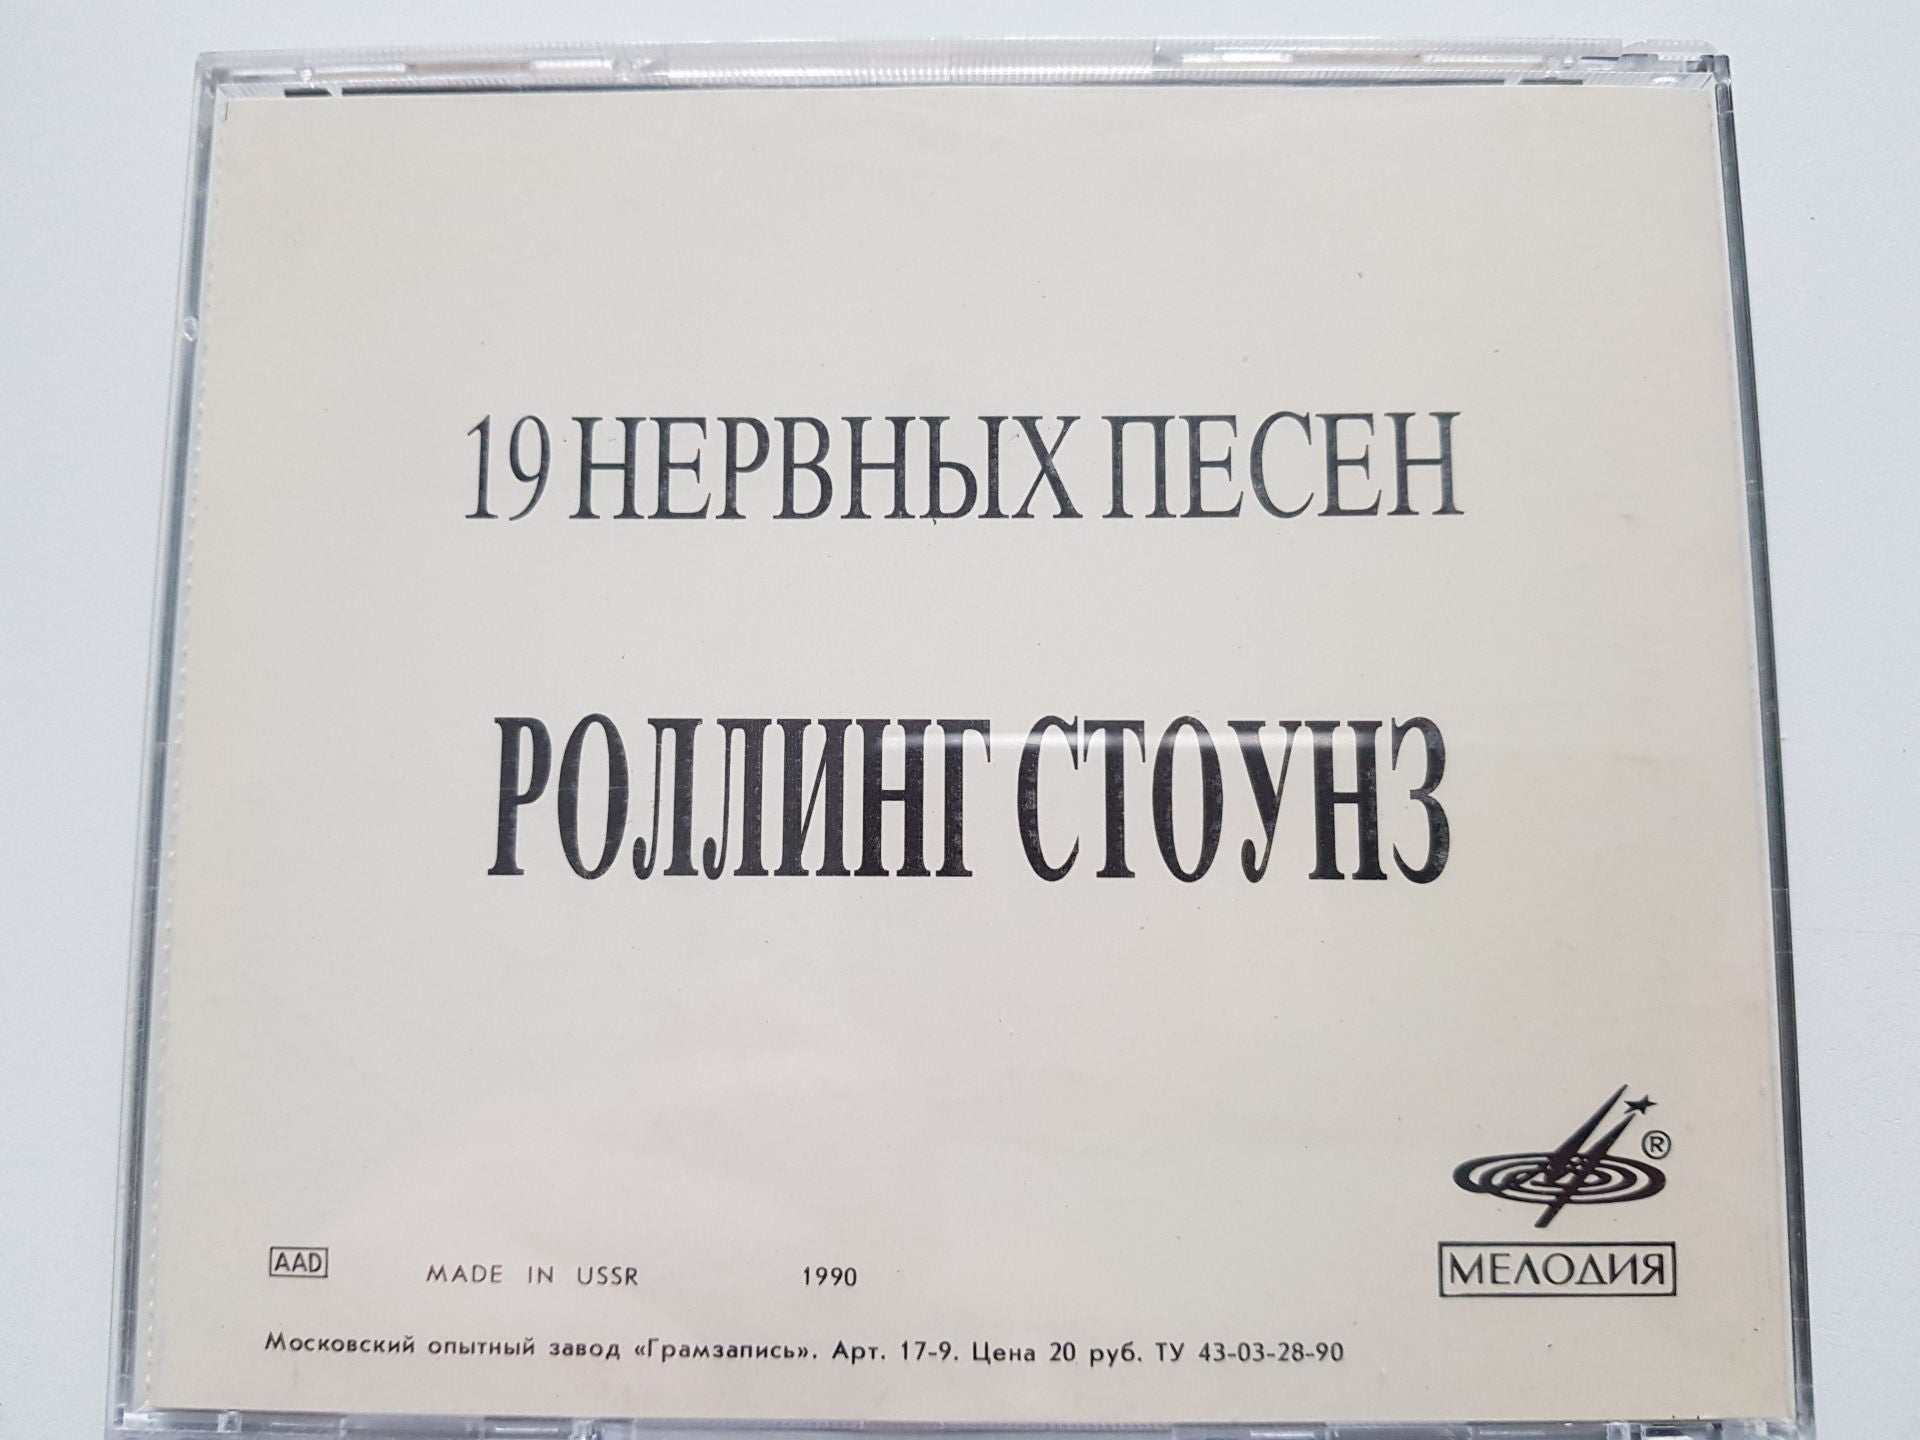 19 НЕРВНЫХ ПЕСЕН
РОЛЛИНГ СТОУНЗ
®
МЕЛОДИЯ
AAD MADE IN USSR 1990
Московский опытный завод «Грамзапись». Арт. 17-9. Цена 20 руб. ТУ 43-03-28-90